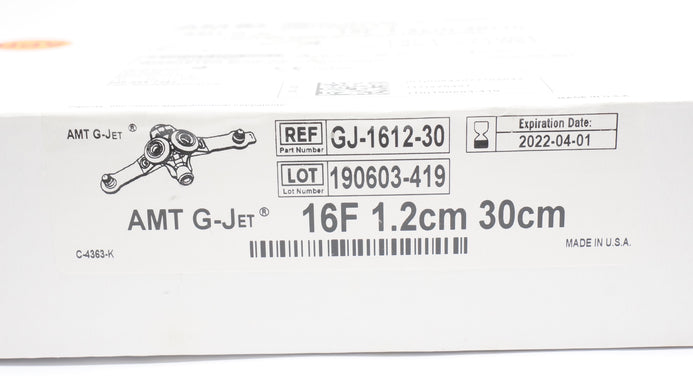 AMT G-JET ®
REF
Part Number
GJ-1612-30
Expiration Date:
2022-04-01
LOT
Lot Number
190603-419
AMT G-JET ® 16F 1.2cm 30cm
C-4363-K
MADE IN U.S.A.